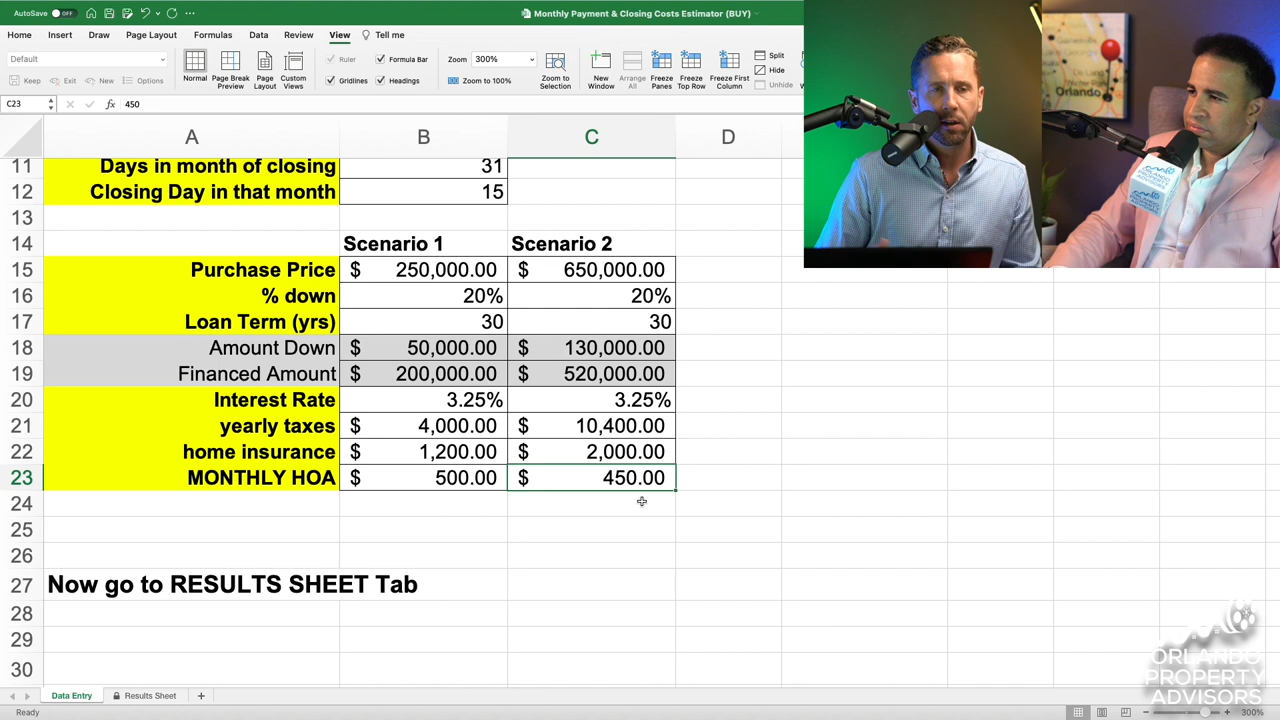 AutoSave OFF
Monthly Payment & Closing Costs Estimator (BUY)
Home Insert Draw Page Layout Formulas Data Review View Tell me
Default
Keep Exit New Options
Normal Page Break Preview Page Layout Custom Views
Ruler Formula Bar
Gridlines Headings
Zoom 300%
Zoom to 100%
Zoom to Selection
New Window Arrange All Freeze Panes Freeze Top Row Freeze First Column
Split
Hide
Unhide
C23 450
A B C D
11 Days in month of closing 31
12 Closing Day in that month 15
13
14 Scenario 1 Scenario 2
15 Purchase Price $ 250,000.00 $ 650,000.00
16 % down 20% 20%
17 Loan Term (yrs) 30 30
18 Amount Down $ 50,000.00 $ 130,000.00
19 Financed Amount $ 200,000.00 $ 520,000.00
20 Interest Rate 3.25% 3.25%
21 yearly taxes $ 4,000.00 $ 10,400.00
22 home insurance $ 1,200.00 $ 2,000.00
23 MONTHLY HOA $ 500.00 $ 450.00
24
25
26
27 Now go to RESULTS SHEET Tab
28
29
30
Data Entry Results Sheet
Ready
300%
Orlando
ORLANDO
PROPERTY
ADVISORS
ORLANDO
PROPERTY
ADVISORS